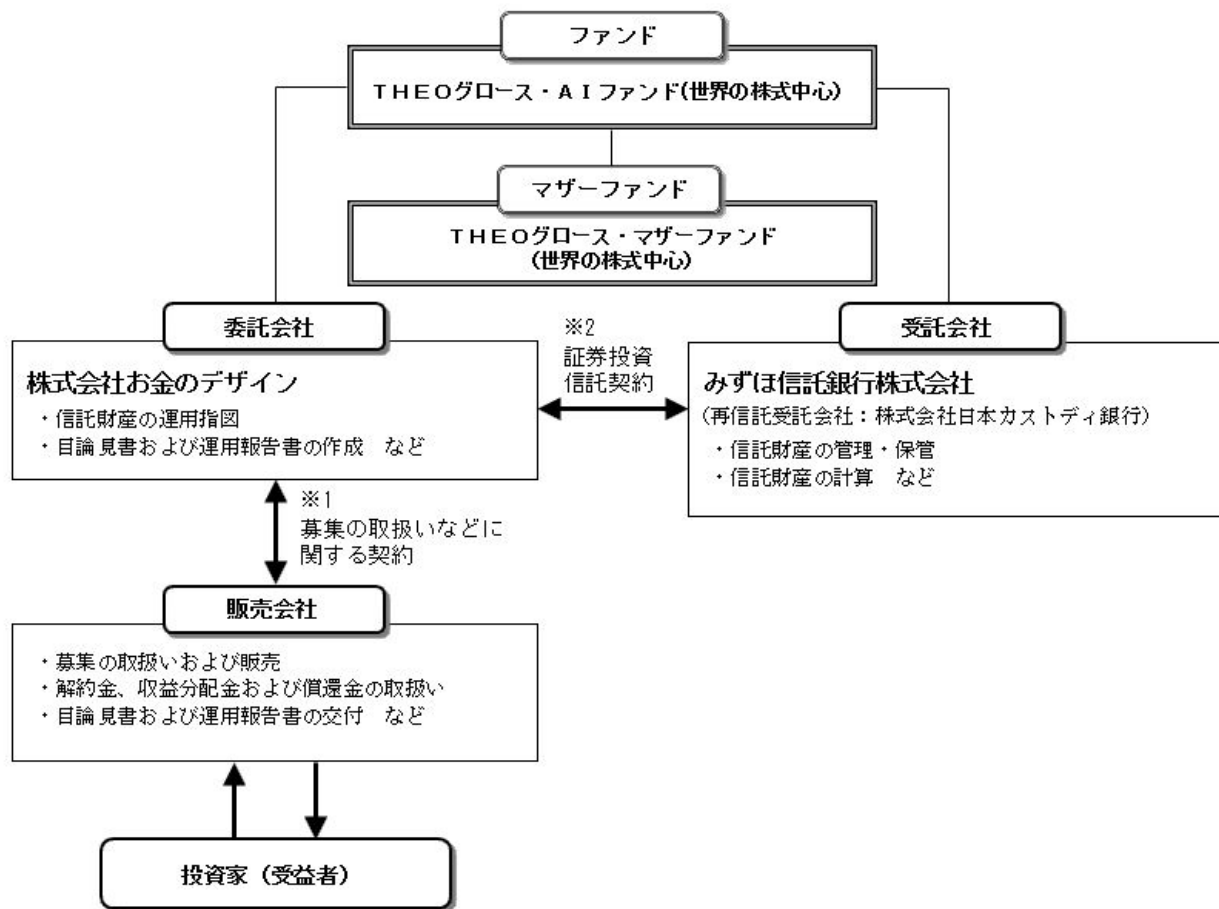 ファンド
THEOグロース・AIファンド(世界の株式中心)
マザーファンド
THEOグロース・マザーファンド
(世界の株式中心)
委託会社
株式会社お金のデザイン
・信託財産の運用指図
・目論見書および運用報告書の作成　など
※2
証券投資
信託契約
受託会社
みずほ信託銀行株式会社
(再信託受託会社：株式会社日本カストディ銀行)
・信託財産の管理・保管
・信託財産の計算　など
※1
募集の取扱いなどに
関する契約
販売会社
・募集の取扱いおよび販売
・解約金、収益分配金および償還金の取扱い
・目論見書および運用報告書の交付　など
投資家（受益者）